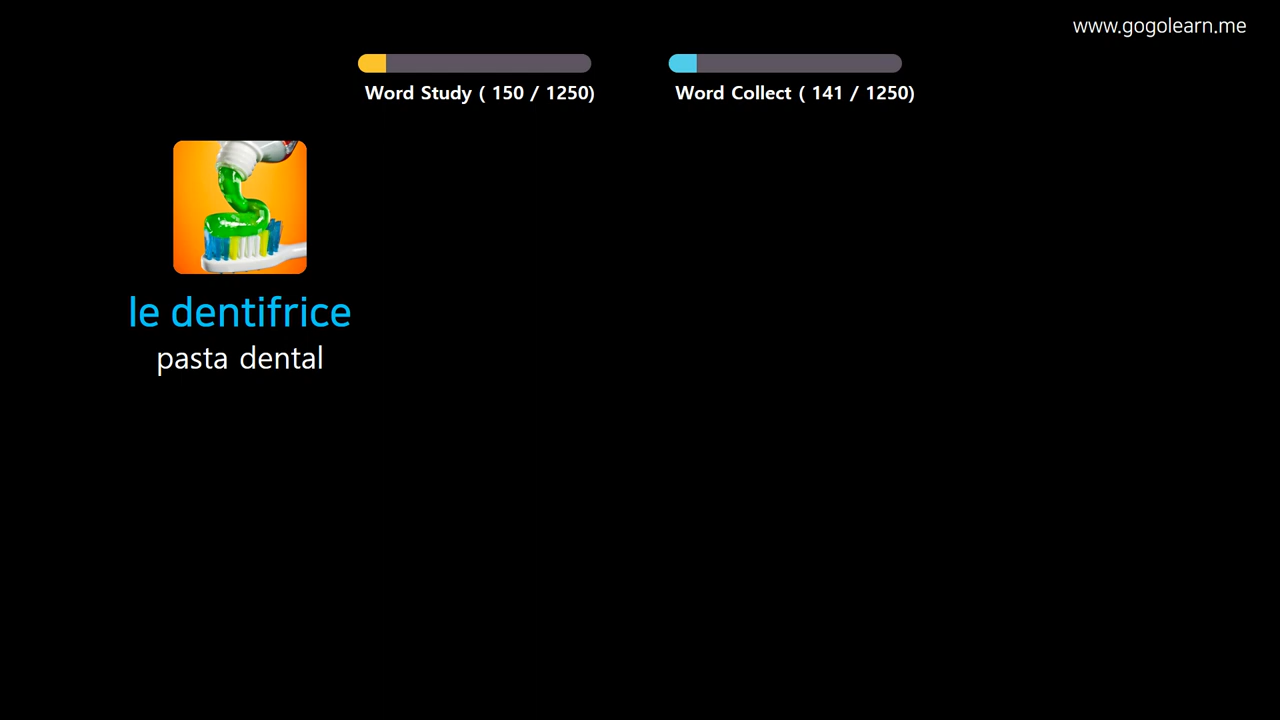 www.gogolearn.me
Word Study ( 150 / 1250)
Word Collect ( 141 / 1250)
le dentifrice
pasta dental